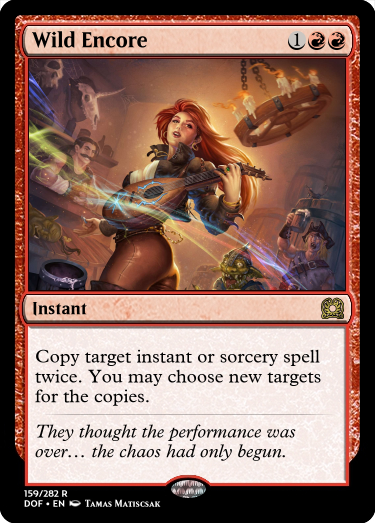 Wild Encore
1
Instant
Copy target instant or sorcery spell
twice. You may choose new targets
for the copies.
They thought the performance was
over… the chaos had only begun.
159/282 R
DOF • EN Tamas Matiscsak